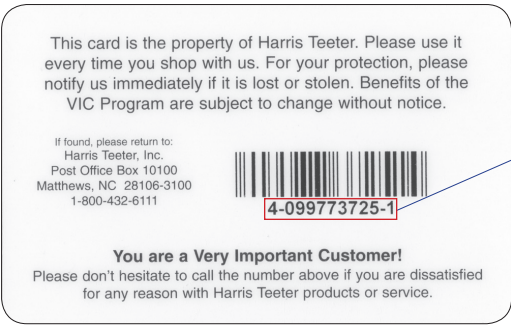 This card is the property of Harris Teeter. Please use it
every time you shop with us. For your protection, please
notify us immediately if it is lost or stolen. Benefits of the
VIC Program are subject to change without notice.
If found, please return to:
Harris Teeter, Inc.
Post Office Box 10100
Matthews, NC 28106-3100
1-800-432-6111
4-099773725-1
You are a Very Important Customer!
Please don't hesitate to call the number above if you are dissatisfied
for any reason with Harris Teeter products or service.